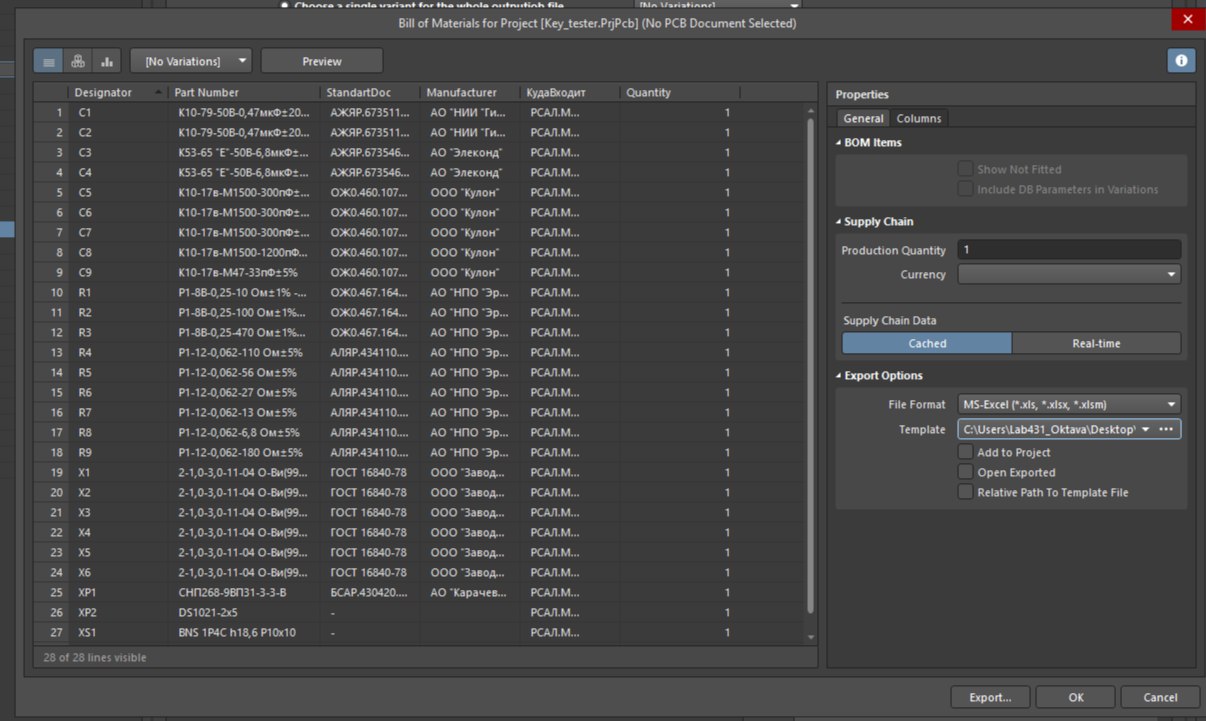 Choose a single variant for the whole outputjob file
[No Variations]
Bill of Materials for Project [Key_tester.PrjPcb] (No PCB Document Selected)
[No Variations]
Preview
Designator Part Number StandartDoc Manufacturer КудаВходит Quantity
1 C1 К10-79-50В-0,47мкФ±20... АЖЯР.673511... АО "НИИ "Ги... РСАЛ.М... 1
2 C2 К10-79-50В-0,47мкФ±20... АЖЯР.673511... АО "НИИ "Ги... РСАЛ.М... 1
3 C3 К53-65 "Е"-50В-6,8мкФ±... АЖЯР.673546... АО "Элеконд" РСАЛ.М... 1
4 C4 К53-65 "Е"-50В-6,8мкФ±... АЖЯР.673546... АО "Элеконд" РСАЛ.М... 1
5 C5 К10-17в-М1500-300пФ±... ОЖ0.460.107... ООО "Кулон" РСАЛ.М... 1
6 C6 К10-17в-М1500-300пФ±... ОЖ0.460.107... ООО "Кулон" РСАЛ.М... 1
7 C7 К10-17в-М1500-300пФ±... ОЖ0.460.107... ООО "Кулон" РСАЛ.М... 1
8 C8 К10-17в-М1500-1200пФ... ОЖ0.460.107... ООО "Кулон" РСАЛ.М... 1
9 C9 К10-17в-М47-33пФ±5% ОЖ0.460.107... ООО "Кулон" РСАЛ.М... 1
10 R1 Р1-8В-0,25-10 Ом±1% -... ОЖ0.467.164... АО "НПО "Эр... РСАЛ.М... 1
11 R2 Р1-8В-0,25-100 Ом±1%... ОЖ0.467.164... АО "НПО "Эр... РСАЛ.М... 1
12 R3 Р1-8В-0,25-470 Ом±1%... ОЖ0.467.164... АО "НПО "Эр... РСАЛ.М... 1
13 R4 Р1-12-0,062-110 Ом±5% АЛЯР.434110.... АО "НПО "Эр... РСАЛ.М... 1
14 R5 Р1-12-0,062-56 Ом±5% АЛЯР.434110.... АО "НПО "Эр... РСАЛ.М... 1
15 R6 Р1-12-0,062-27 Ом±5% АЛЯР.434110.... АО "НПО "Эр... РСАЛ.М... 1
16 R7 Р1-12-0,062-13 Ом±5% АЛЯР.434110.... АО "НПО "Эр... РСАЛ.М... 1
17 R8 Р1-12-0,062-6,8 Ом±5% АЛЯР.434110.... АО "НПО "Эр... РСАЛ.М... 1
18 R9 Р1-12-0,062-180 Ом±5% АЛЯР.434110.... АО "НПО "Эр... РСАЛ.М... 1
19 X1 2-1,0-3,0-11-04 О-Ви(99... ГОСТ 16840-78 ООО "Завод... РСАЛ.М... 1
20 X2 2-1,0-3,0-11-04 О-Ви(99... ГОСТ 16840-78 ООО "Завод... РСАЛ.М... 1
21 X3 2-1,0-3,0-11-04 О-Ви(99... ГОСТ 16840-78 ООО "Завод... РСАЛ.М... 1
22 X4 2-1,0-3,0-11-04 О-Ви(99... ГОСТ 16840-78 ООО "Завод... РСАЛ.М... 1
23 X5 2-1,0-3,0-11-04 О-Ви(99... ГОСТ 16840-78 ООО "Завод... РСАЛ.М... 1
24 X6 2-1,0-3,0-11-04 О-Ви(99... ГОСТ 16840-78 ООО "Завод... РСАЛ.М... 1
25 XP1 СНП268-9ВП31-3-3-В БСАР.430420.... АО "Карачев... РСАЛ.М... 1
26 XP2 DS1021-2x5 - РСАЛ.М... 1
27 XS1 BNS 1P4C h18,6 P10x10 - РСАЛ.М... 1
28 of 28 lines visible
Properties
General Columns
BOM Items
Show Not Fitted
Include DB Parameters in Variations
Supply Chain
Production Quantity 1
Currency
Supply Chain Data
Cached Real-time
Export Options
File Format MS-Excel (*.xls, *.xlsx, *.xlsm)
Template C:\Users\Lab431_Oktava\Desktop\
Add to Project
Open Exported
Relative Path To Template File
Export... OK Cancel